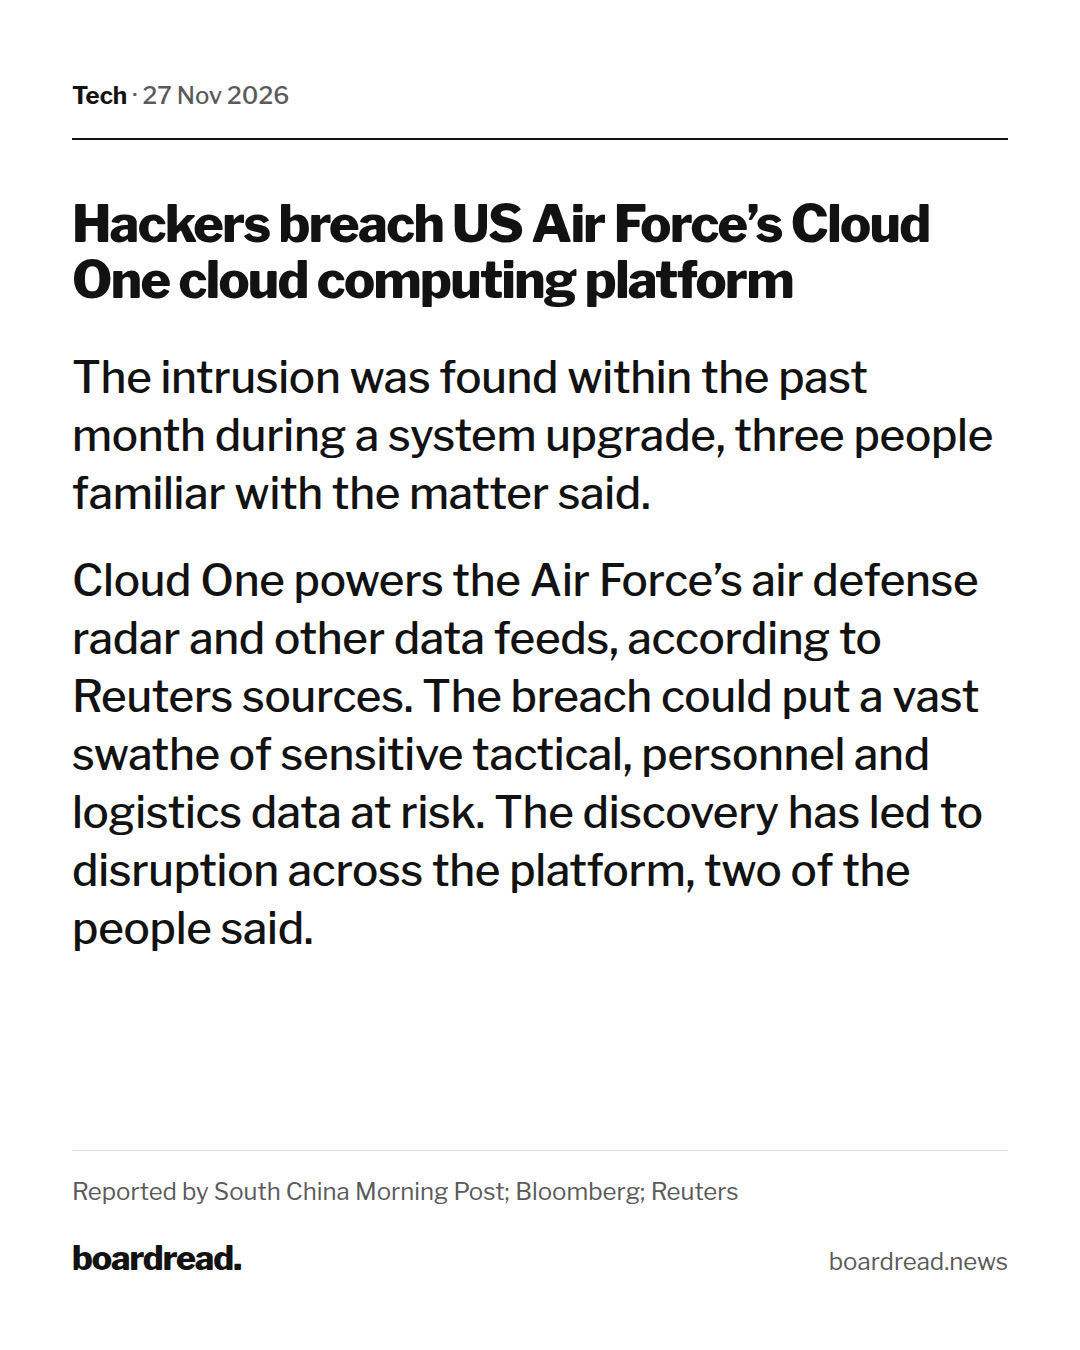 Tech · 27 Nov 2026
Hackers breach US Air Force’s Cloud
One cloud computing platform
The intrusion was found within the past
month during a system upgrade, three people
familiar with the matter said.
Cloud One powers the Air Force’s air defense
radar and other data feeds, according to
Reuters sources. The breach could put a vast
swathe of sensitive tactical, personnel and
logistics data at risk. The discovery has led to
disruption across the platform, two of the
people said.
Reported by South China Morning Post; Bloomberg; Reuters
boardread.
boardread.news